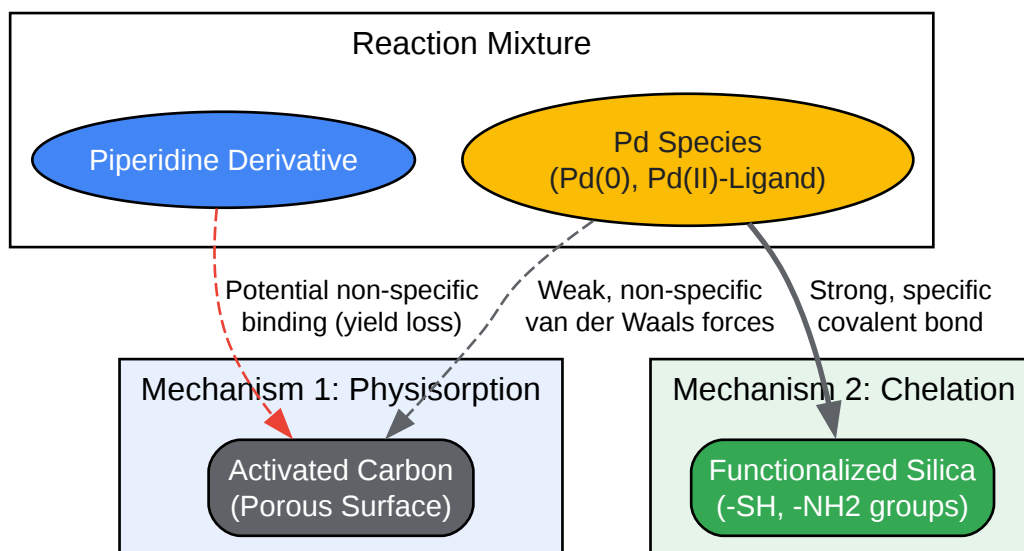 Reaction Mixture
Piperidine Derivative
Pd Species
(Pd(0), Pd(II)-Ligand)
Potential non-specific
binding (yield loss)
Weak, non-specific
van der Waals forces
Strong, specific
covalent bond
Mechanism 1: Physisorption
Activated Carbon
(Porous Surface)
Mechanism 2: Chelation
Functionalized Silica
(-SH, -NH2 groups)